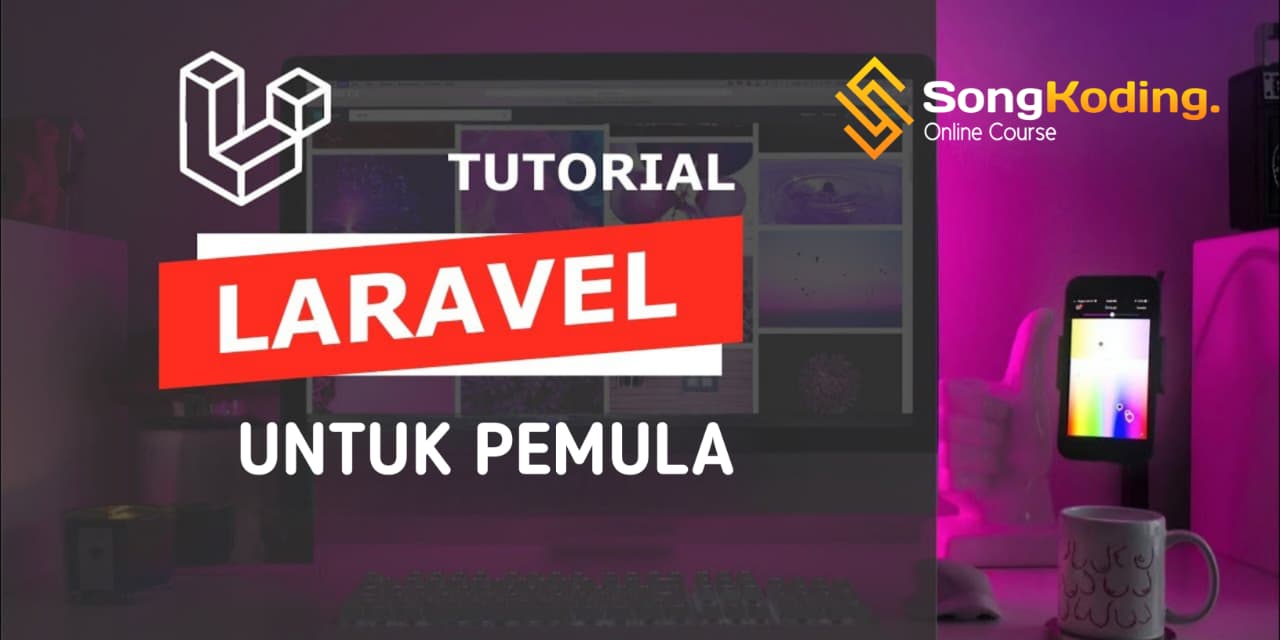 TUTORIAL
LARAVEL
UNTUK PEMULA
SongKoding.
Online Course